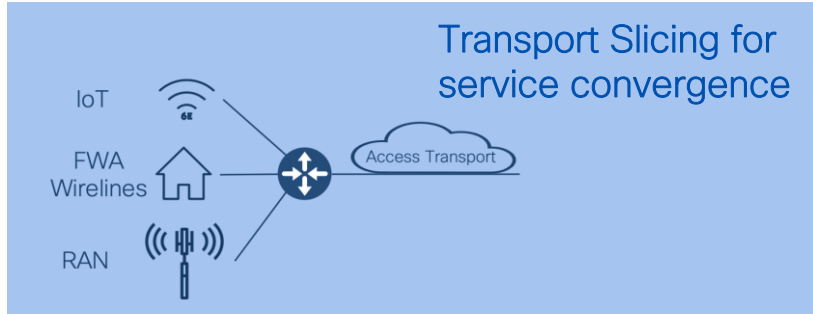 Transport Slicing for
service convergence
IoT
6E
FWA
Wirelines
Access Transport
RAN